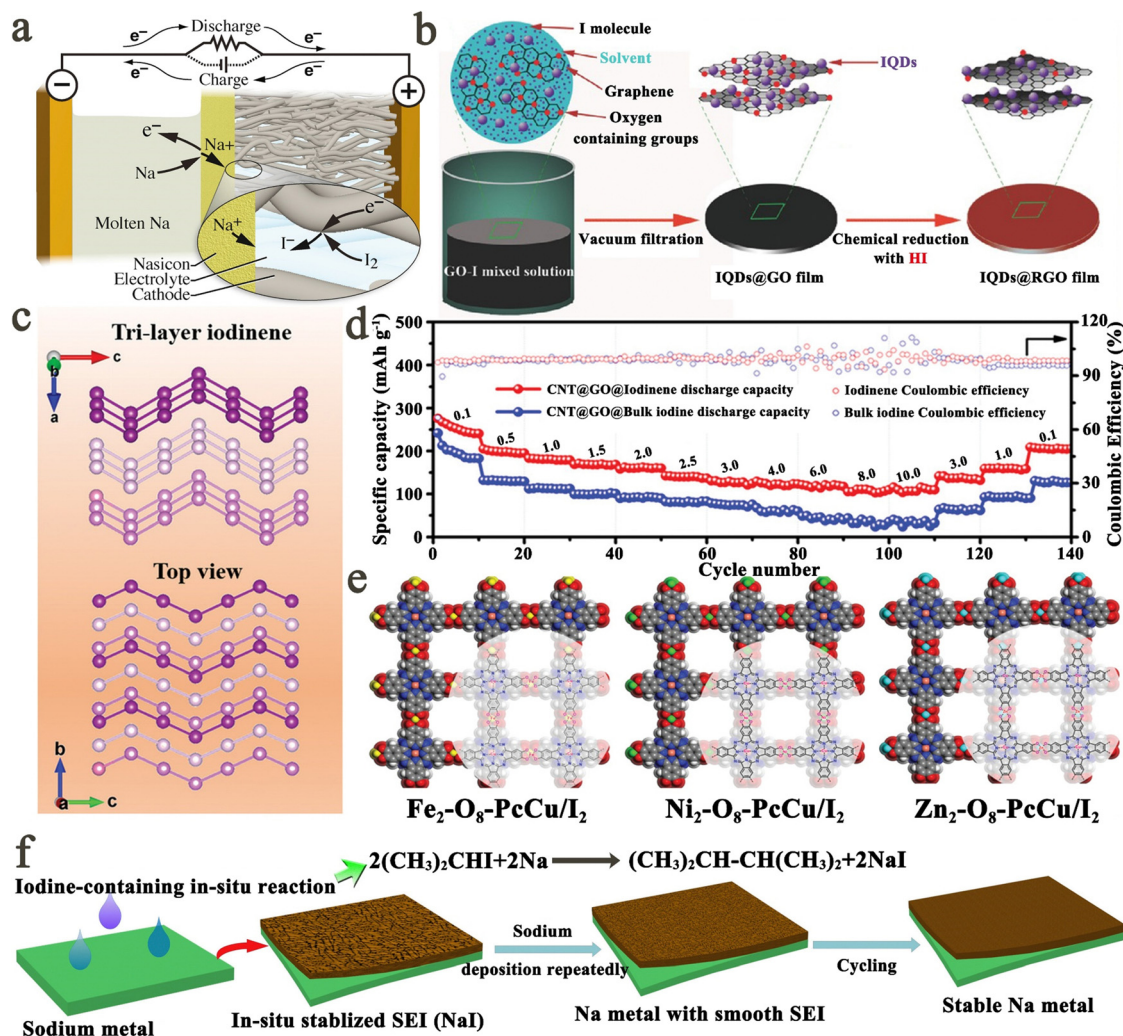 a
Discharge
e⁻
e⁻
e⁻
Charge
e⁻
−
+
e⁻
Na+
Na
Molten Na
Na⁺
e⁻
I⁻
I₂
Nasicon
Electrolyte
Cathode
b
I molecule
Solvent
Graphene
Oxygen
containing groups
IQDs
GO-I mixed solution
Vacuum filtration
IQDs@GO film
Chemical reduction
with HI
IQDs@RGO film
c
Tri-layer iodinene
c
b
a
Top view
b
a
c
d
Specific capacity (mAh g⁻¹)
500
400
300
250
200
100
0
CNT@GO@Iodinene discharge capacity
CNT@GO@Bulk iodine discharge capacity
Iodinene Coulombic efficiency
Bulk iodine Coulombic efficiency
0.1
0.5
1.0
1.5
2.0
2.5
3.0
4.0
6.0
8.0
10.0
3.0
1.0
0.1
120
90
60
30
0
Coulombic Efficiency (%)
0
20
40
60
80
100
120
140
Cycle number
e
Fe₂-O₈-PcCu/I₂
Ni₂-O₈-PcCu/I₂
Zn₂-O₈-PcCu/I₂
f
2(CH₃)₂CHI+2Na
(CH₃)₂CH-CH(CH₃)₂+2NaI
Iodine-containing in-situ reaction
Sodium metal
In-situ stablized SEI (NaI)
Sodium
deposition repeatedly
Na metal with smooth SEI
Cycling
Stable Na metal